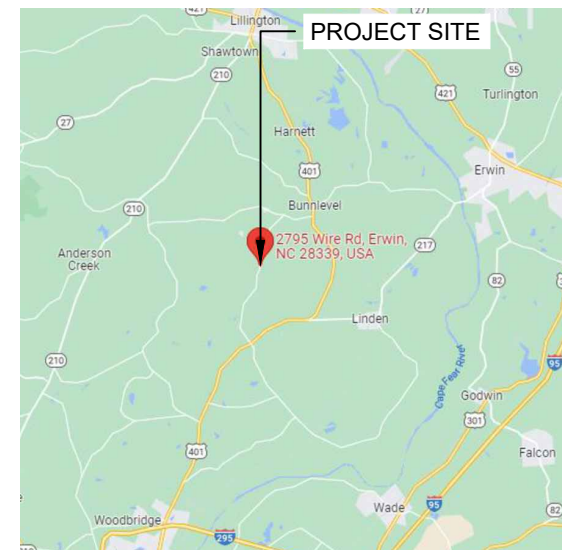 421
27
Lillington
PROJECT SITE
Shawtown
210
55
421
Turlington
27
Harnett
401
Erwin
Bunnlevel
210
2795 Wire Rd, Erwin,
NC 28339, USA
217
Anderson
Creek
82
Linden
210
95
Cape Fear River
Godwin
301
Falcon
401
Wade
95
82
Woodbridge
295